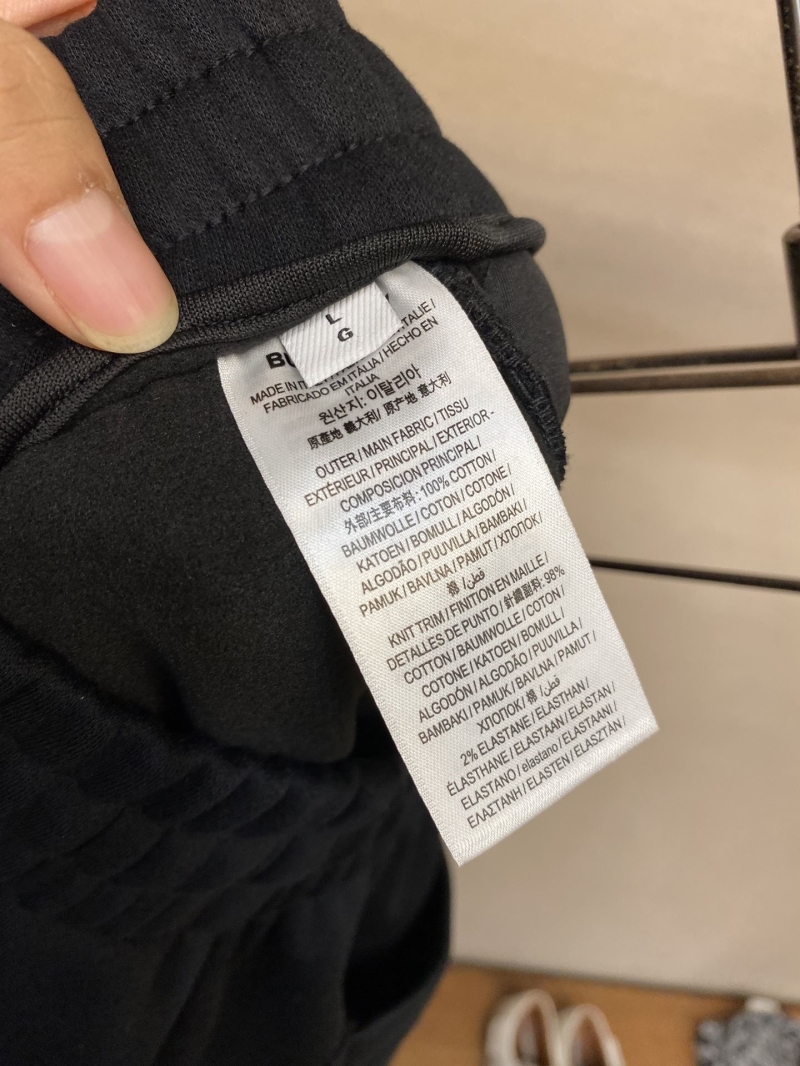 L
G
BU
MADE IN IT TALIE /
FABRICADO EM ITÁLIA / HECHO EN
ITALIA
원산지: 이탈리아
原產地 義大利/ 原产地 意大利
OUTER / MAIN FABRIC / TISSU
EXTÉRIEUR / PRINCIPAL / EXTERIOR -
COMPOSICION PRINCIPAL /
外部/主要布料: 100% COTTON /
BAUMWOLLE / COTON / COTONE /
KATOEN / BOMULL / ALGODÓN /
ALGODÃO / PUUVILLA / BAMBAKI /
PAMUK / BAVLNA / PAMUT / ХЛОПОК/
棉 /قطن
KNIT TRIM / FINITION EN MAILLE /
DETALLES DE PUNTO / 針織副料: 98%
COTTON / BAUMWOLLE / COTON /
COTONE / KATOEN / BOMULL /
ALGODÓN / ALGODÃO / PUUVILLA /
BAMBAKI / PAMUK / BAVLNA / PAMUT /
ХЛОПОК/ 棉 /قطن
2% ELASTANE / ELASTHAN /
ÉLASTHANE / ELASTAAN / ELASTAN /
ELASTANO / elastano / ELASTAANI /
ΕΛΑΣΤΑΝΗ / ELASTEN / ELASZTÁN /